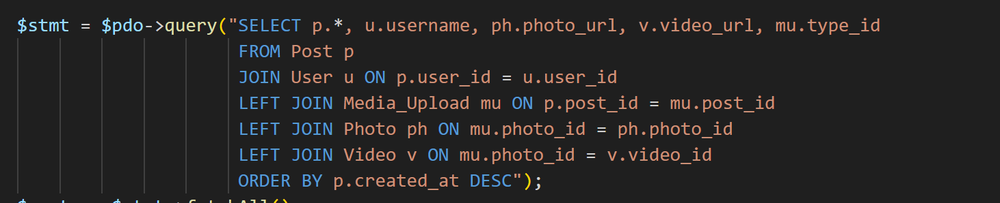 $stmt = $pdo->query("SELECT p.*, u.username, ph.photo_url, v.video_url, mu.type_id
FROM Post p
JOIN User u ON p.user_id = u.user_id
LEFT JOIN Media_Upload mu ON p.post_id = mu.post_id
LEFT JOIN Photo ph ON mu.photo_id = ph.photo_id
LEFT JOIN Video v ON mu.photo_id = v.video_id
ORDER BY p.created_at DESC");